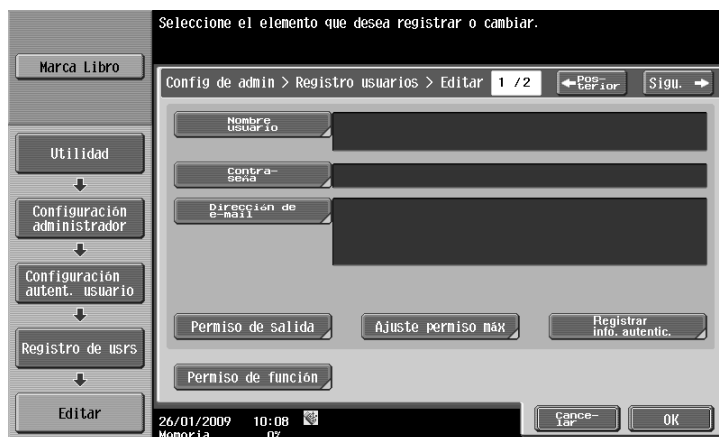 Seleccione el elemento que desea registrar o cambiar.
Marca Libro
Config de admin > Registro usuarios > Editar 1 /2 ←Pos-
terior Sigu. →
Nombre
usuario
Contra-
seña
Dirección de
e-mail
Utilidad
Configuración
administrador
Configuración
autent. usuario
Registro de usrs
Editar
Permiso de salida
Ajuste permiso máx
Registrar
info. autentic.
Permiso de función
Cance-
lar
OK
26/01/2009 10:08
Memoria 0%